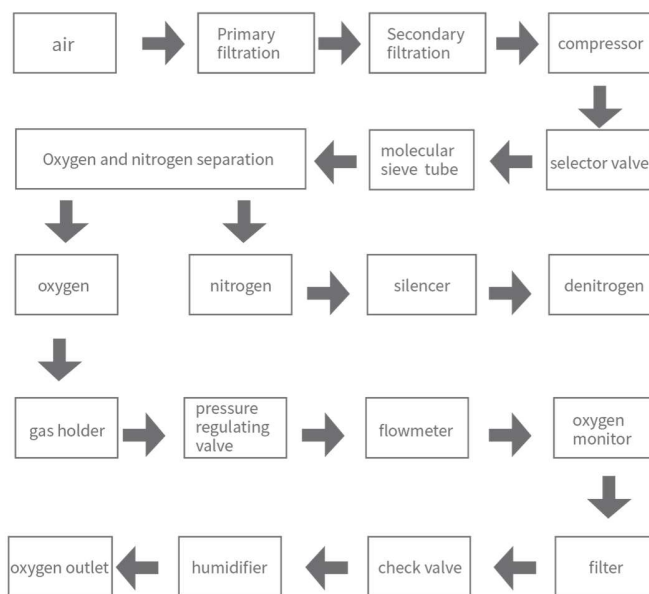 air
Primary
filtration
Secondary
filtration
compressor
Oxygen and nitrogen separation
molecular
sieve tube
selector valve
oxygen
nitrogen
silencer
denitrogen
gas holder
pressure
regulating
valve
flowmeter
oxygen
monitor
oxygen outlet
humidifier
check valve
filter